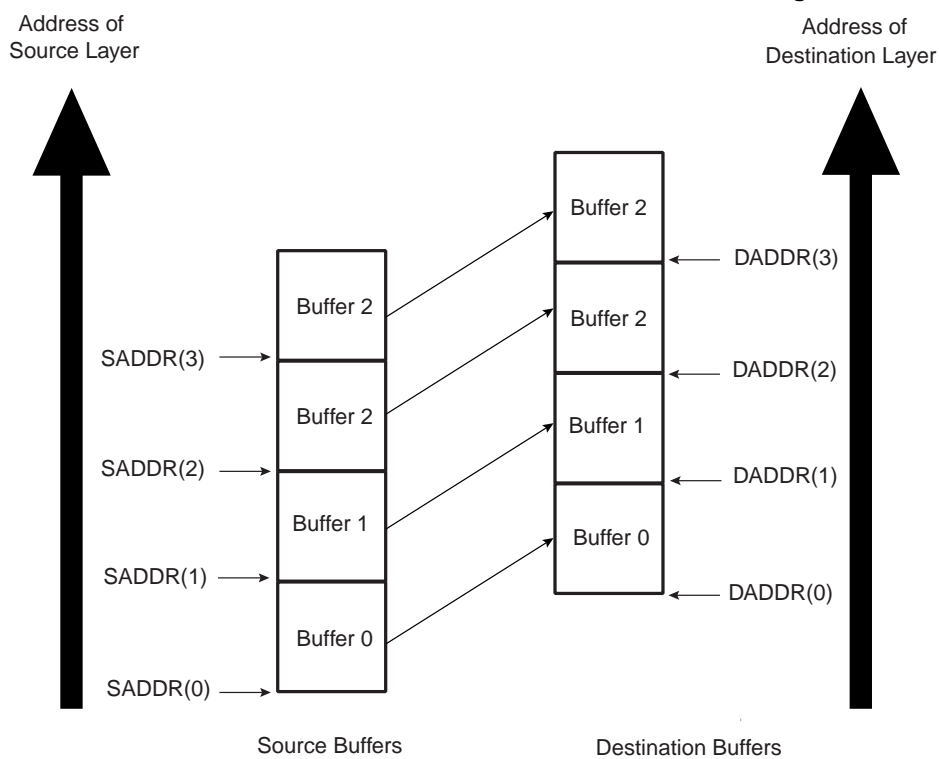 Address of
Source Layer
Address of
Destination Layer
Buffer 2
DADDR(3)
Buffer 2
Buffer 2
SADDR(3)
DADDR(2)
Buffer 2
Buffer 1
SADDR(2)
DADDR(1)
Buffer 1
Buffer 0
SADDR(1)
DADDR(0)
Buffer 0
SADDR(0)
Source Buffers
Destination Buffers